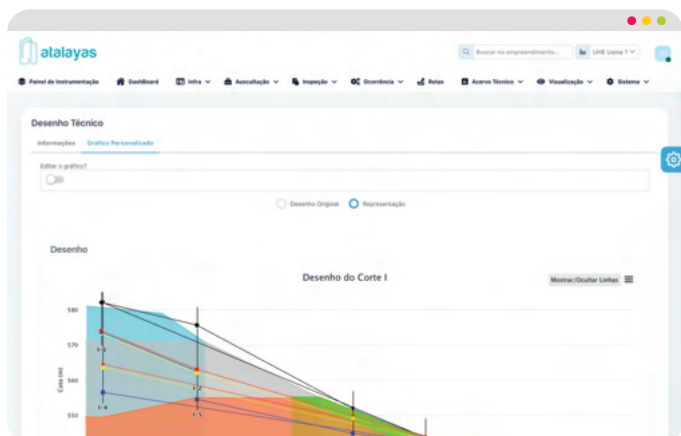 atalayas
Buscar no empreendimento... UHE Usina 1
Painel de Instrumentação DashBoard Infra Auscultação Inspeção Ocorrência Rotas Acervo Técnico Visualização Sistema
Desenho Técnico
Informações Gráfico Personalizado
Editar o gráfico?
Desenho Original Representação
Desenho
Desenho do Corte I
Mostrar/Ocultar Linhas
580
570
560
550
Cota (m)
I-2
I-4
I-5